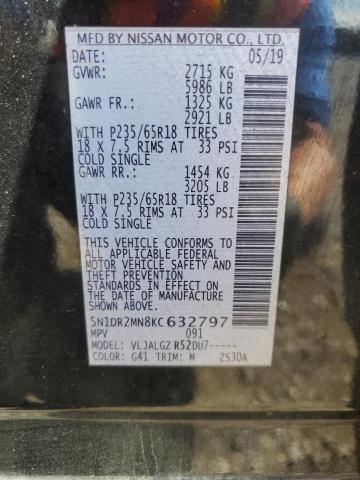 MFD BY NISSAN MOTOR CO., LTD.
DATE: 05/19
GVWR: 2715 KG
5986 LB
GAWR FR.: 1325 KG
2921 LB
WITH P235/65R18 TIRES
18 X 7.5 RIMS AT 33 PSI
COLD SINGLE
GAWR RR.: 1454 KG
3205 LB
WITH P235/65R18 TIRES
18 X 7.5 RIMS AT 33 PSI
COLD SINGLE
THIS VEHICLE CONFORMS TO
ALL APPLICABLE FEDERAL
MOTOR VEHICLE SAFETY
AND THEFT PREVENTION
STANDARDS IN EFFECT ON THE
DATE OF MANUFACTURE SHOWN
ABOVE.
5N1DR2MN8KC632797
MPV 091
MODEL: VLJALGZ R52DU7-----
COLOR: G41 TRIM: M ZS30A